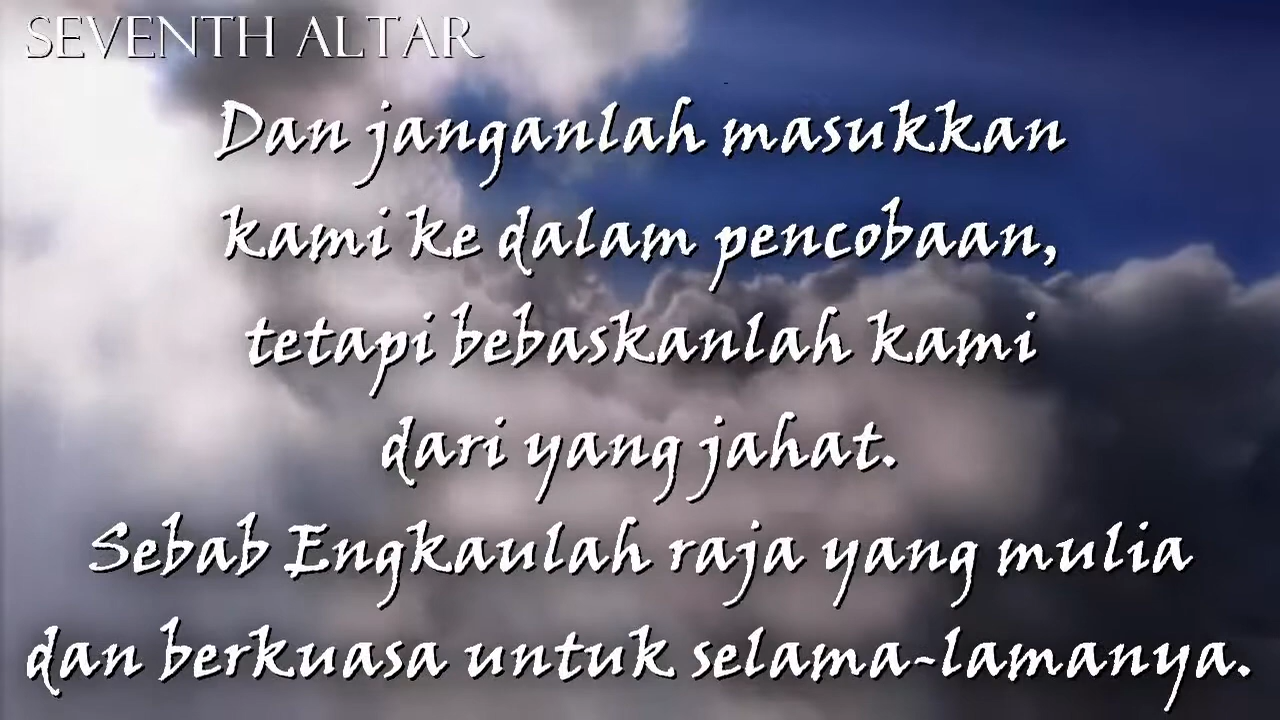 SEVENTH ALTAR
Dan janganlah masukkan
kami ke dalam pencobaan,
tetapi bebaskanlah kami
dari yang jahat.
Sebab Engkaulah raja yang mulia
dan berkuasa untuk selama-lamanya.